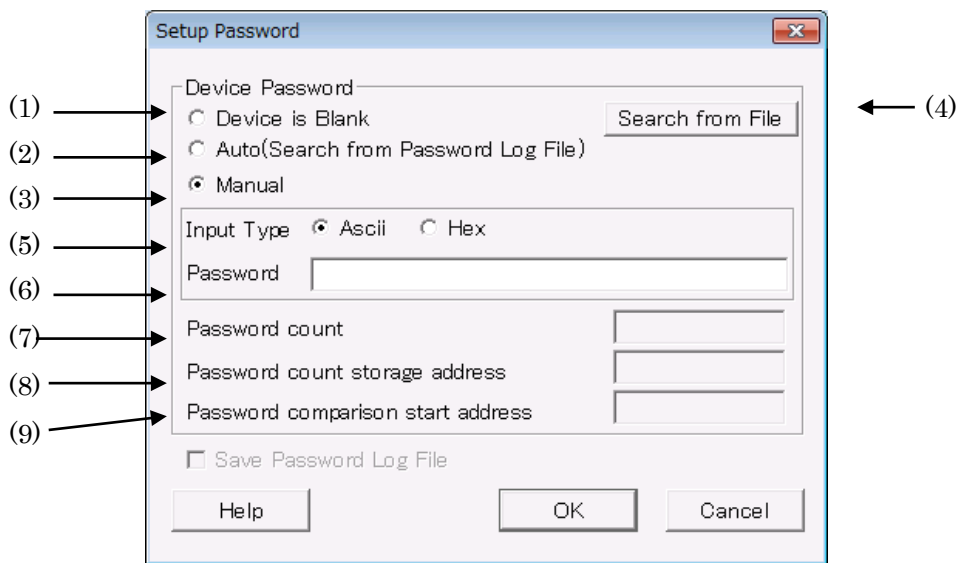 Setup Password
Device Password
(1) Device is Blank Search from File (4)
(2) Auto(Search from Password Log File)
(3) Manual
(5) Input Type Ascii Hex
(6) Password
(7) Password count
(8) Password count storage address
(9) Password comparison start address
Save Password Log File
Help OK Cancel